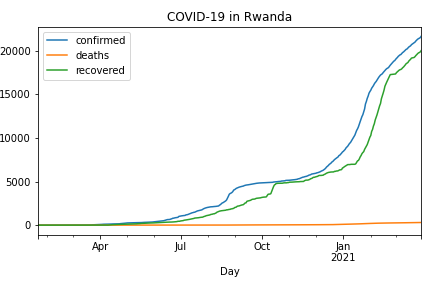 COVID-19 in Rwanda
confirmed
deaths
recovered
20000
15000
10000
5000
0
Apr
Jul
Oct
Jan
2021
Day